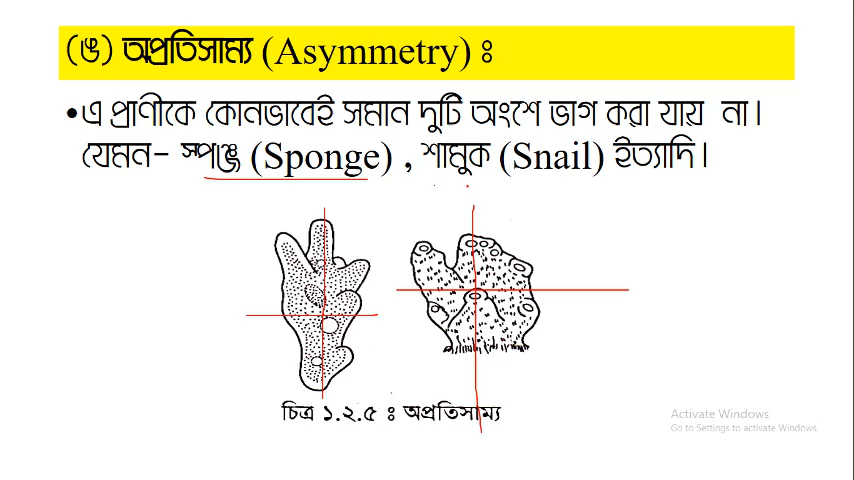 (ঙ) অপ্রতিসাম্য (Asymmetry) ঃ
•এ প্রাণীকে কোনভাবেই সমান দুটি অংশে ভাগ করা যায় না।
যেমন- স্পঞ্জে (Sponge) , শামুক (Snail) ইত্যাদি।
চিত্র ১.২.৫ ঃ অপ্রতিসাম্য
Activate Windows
Go to Settings to activate Windows.